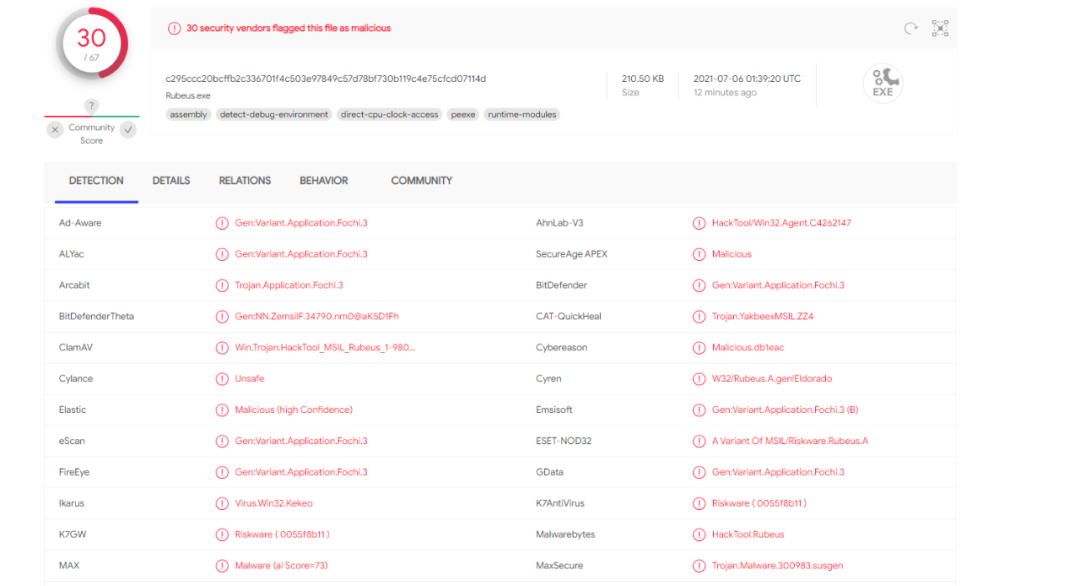 30
/ 67
?
Community
Score
30 security vendors flagged this file as malicious
c295ccc20bcffb2c336701f4c503e97849c57d78bf730b119c4e75cfcd07114d
Rubeus.exe
assembly detect-debug-environment direct-cpu-clock-access peexe runtime-modules
210.50 KB
Size
2021-07-06 01:39:20 UTC
12 minutes ago
EXE
DETECTION DETAILS RELATIONS BEHAVIOR COMMUNITY
Ad-Aware Gen:Variant.Application.Fochi.3 AhnLab-V3 HackTool/Win32.Agent.C4262147
ALYac Gen:Variant.Application.Fochi.3 SecureAge APEX Malicious
Arcabit Trojan.Application.Fochi.3 BitDefender Gen:Variant.Application.Fochi.3
BitDefenderTheta Gen:NN.ZemsilF.34790.nm0@aK5D1Fh CAT-QuickHeal Trojan.YakbeexMSIL.ZZ4
ClamAV Win.Trojan.HackTool_MSIL_Rubeus_1-980... Cybereason Malicious.db1eac
Cylance Unsafe Cyren W32/Rubeus.A.gen!Eldorado
Elastic Malicious (high Confidence) Emsisoft Gen:Variant.Application.Fochi.3 (B)
eScan Gen:Variant.Application.Fochi.3 ESET-NOD32 A Variant Of MSIL/Riskware.Rubeus.A
FireEye Gen:Variant.Application.Fochi.3 GData Gen:Variant.Application.Fochi.3
Ikarus Virus.Win32.Kekeo K7AntiVirus Riskware ( 0055f8b11 )
K7GW Riskware ( 0055f8b11 ) Malwarebytes HackTool.Rubeus
MAX Malware (ai Score=73) MaxSecure Trojan.Malware.300983.susgen